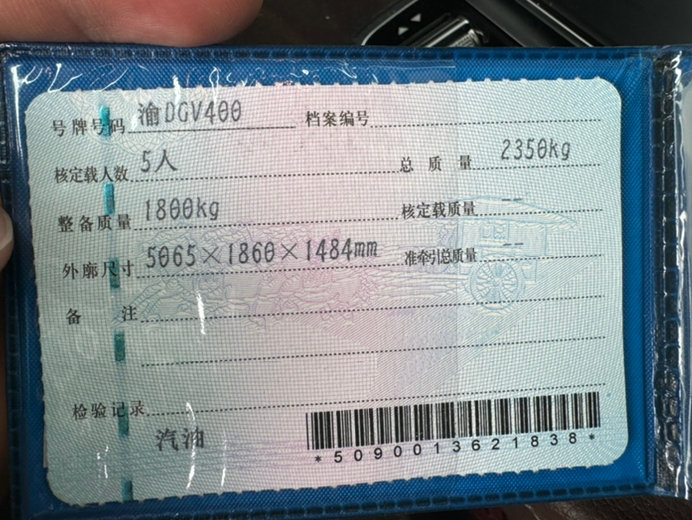 号牌号码 渝DGV400 档案编号
核定载人数 5人 总质量 2350kg
整备质量 1800kg 核定载质量 --
外廓尺寸 5065×1860×1484mm 准牵引总质量 --
备注
检验记录
汽油
*5090013621838*